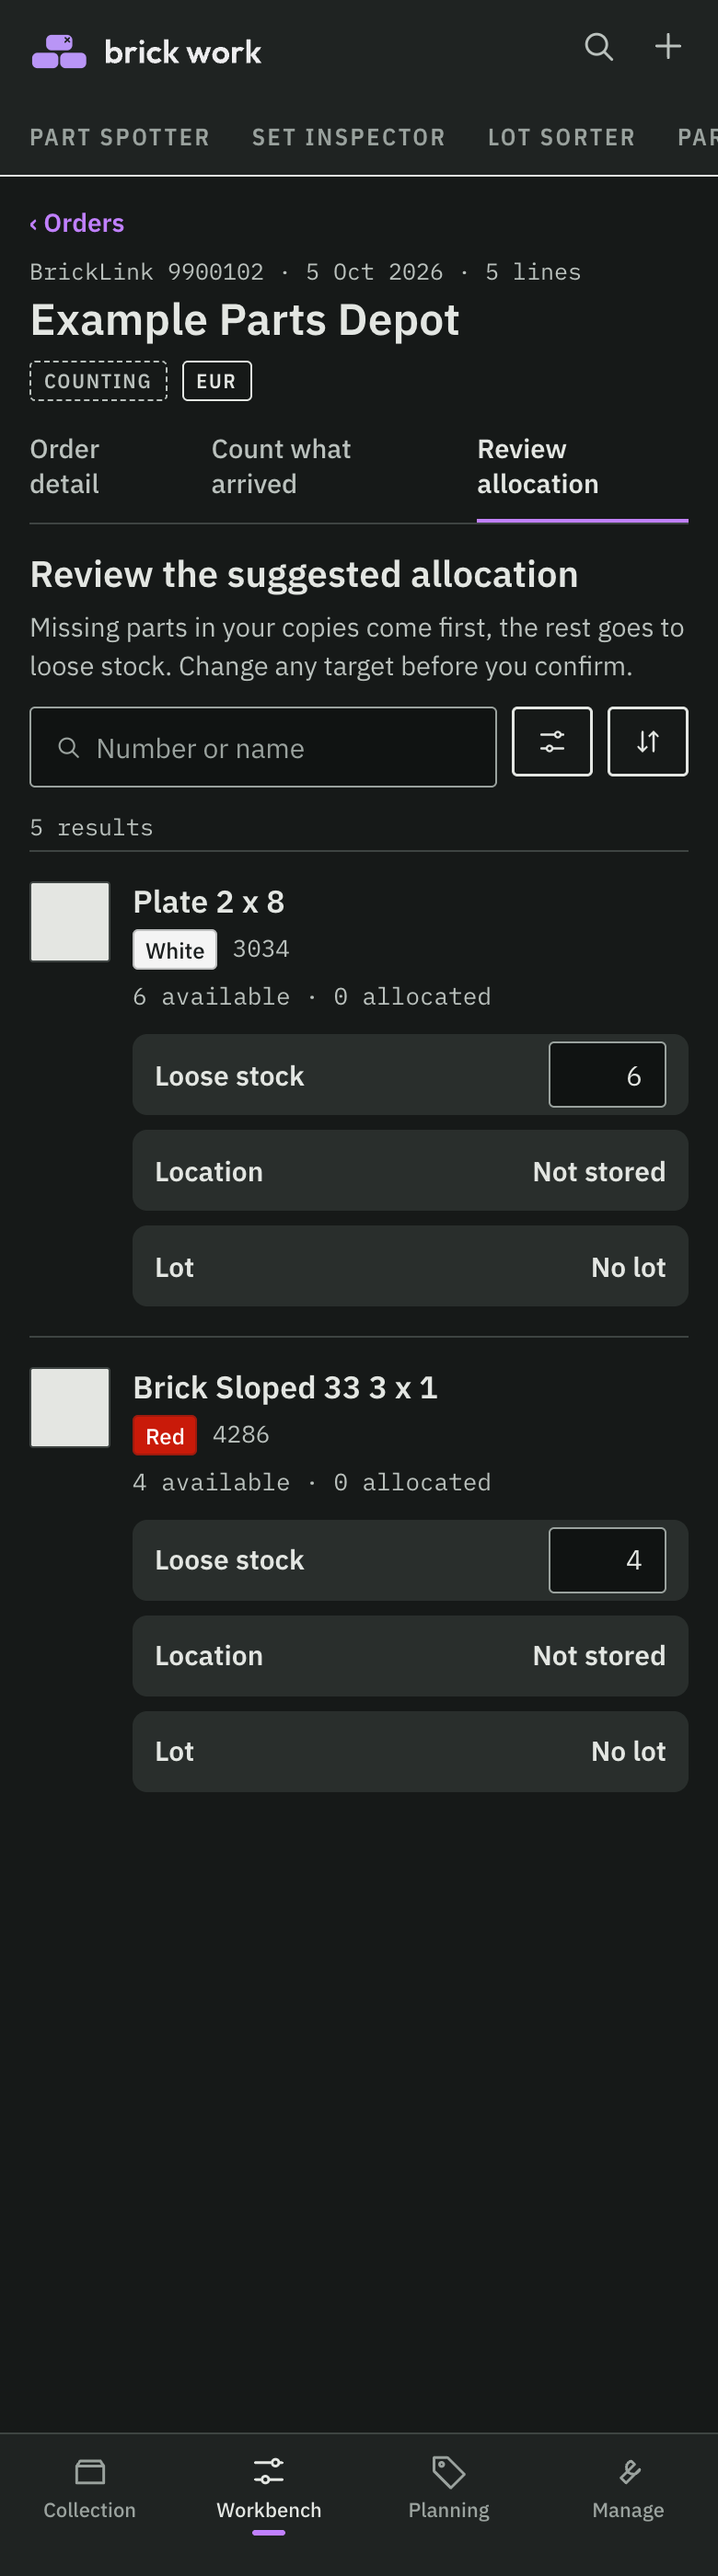 brick work
PART SPOTTER SET INSPECTOR LOT SORTER PAR
‹ Orders
BrickLink 9900102 · 5 Oct 2026 · 5 lines
Example Parts Depot
COUNTING EUR
Order detail
Count what arrived
Review allocation
Review the suggested allocation
Missing parts in your copies come first, the rest goes to
loose stock. Change any target before you confirm.
Number or name
5 results
Plate 2 x 8
White 3034
6 available · 0 allocated
Loose stock 6
Location Not stored
Lot No lot
Brick Sloped 33 3 x 1
Red 4286
4 available · 0 allocated
Loose stock 4
Location Not stored
Lot No lot
Collection Workbench Planning Manage